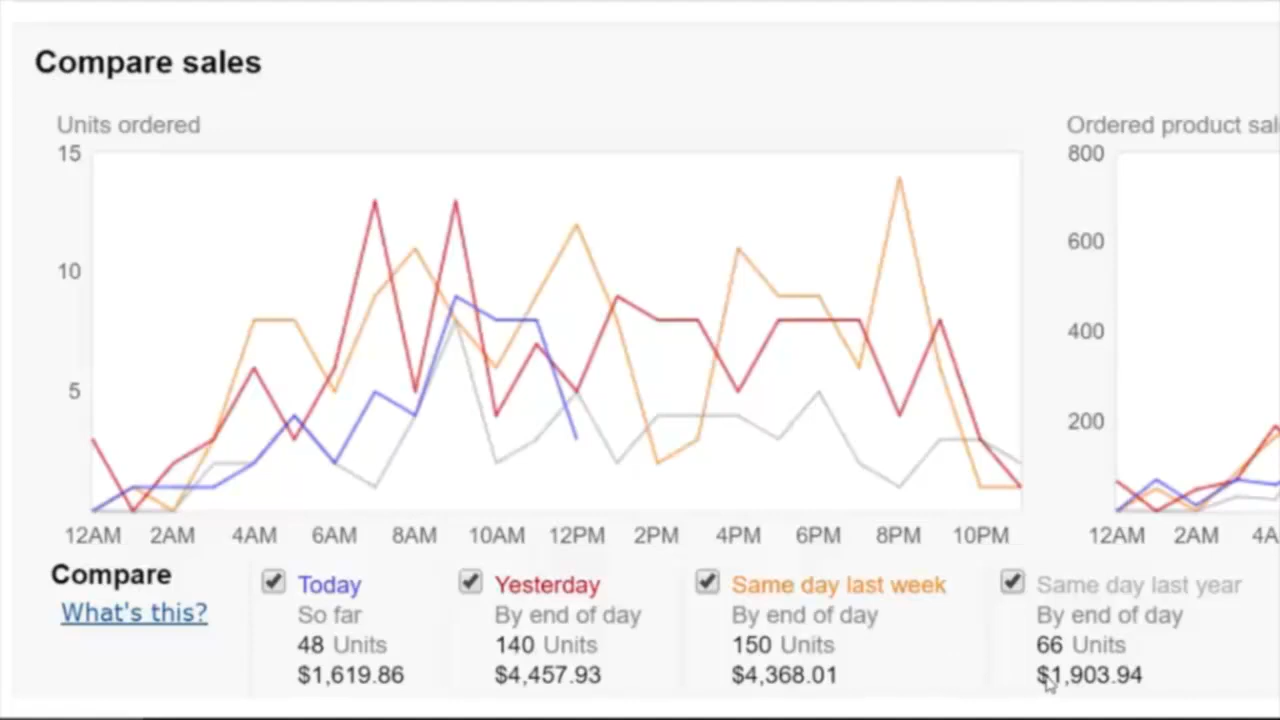 Compare sales
Units ordered
15
10
5
12AM 2AM 4AM 6AM 8AM 10AM 12PM 2PM 4PM 6PM 8PM 10PM
Ordered product
800
600
400
200
12AM 2AM
Compare
What's this?
Today
So far
48 Units
$1,619.86
Yesterday
By end of day
140 Units
$4,457.93
Same day last week
By end of day
150 Units
$4,368.01
Same day last year
By end of day
66 Units
$1,903.94